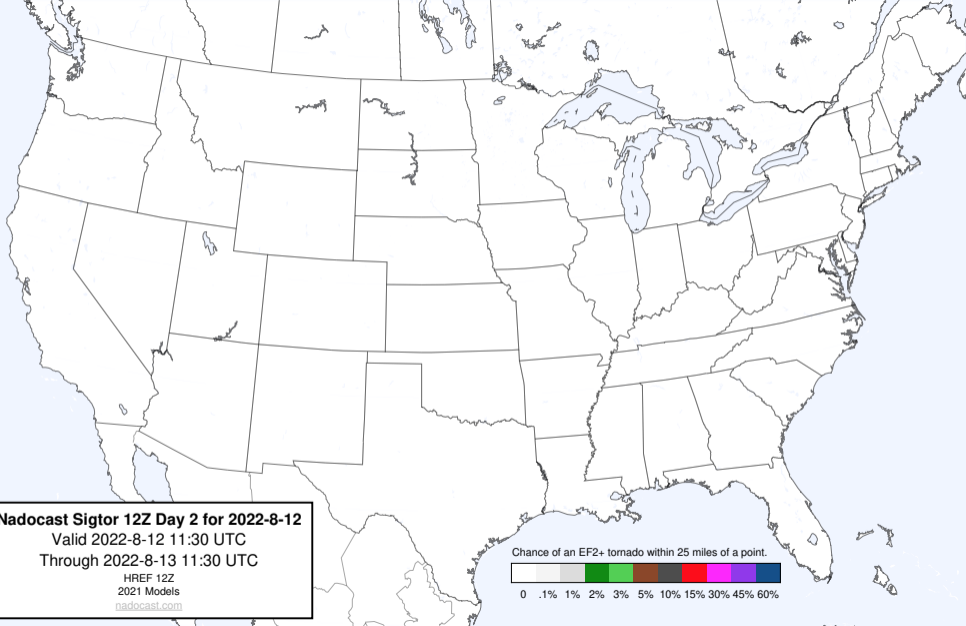 Nadocast Sigtor 12Z Day 2 for 2022-8-12
Valid 2022-8-12 11:30 UTC
Through 2022-8-13 11:30 UTC
HREF 12Z
2021 Models
nadocast.com
Chance of an EF2+ tornado within 25 miles of a point.
0 .1% 1% 2% 3% 5% 10% 15% 30% 45% 60%